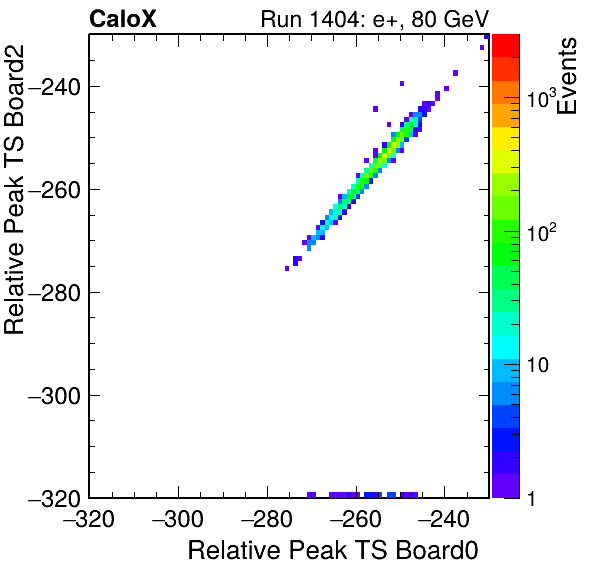 CaloX Run 1404: e+, 80 GeV
Relative Peak TS Board2
−240
−260
−280
−300
−320
−320 −300 −280 −260 −240
Relative Peak TS Board0
Events
10³
10²
10
1